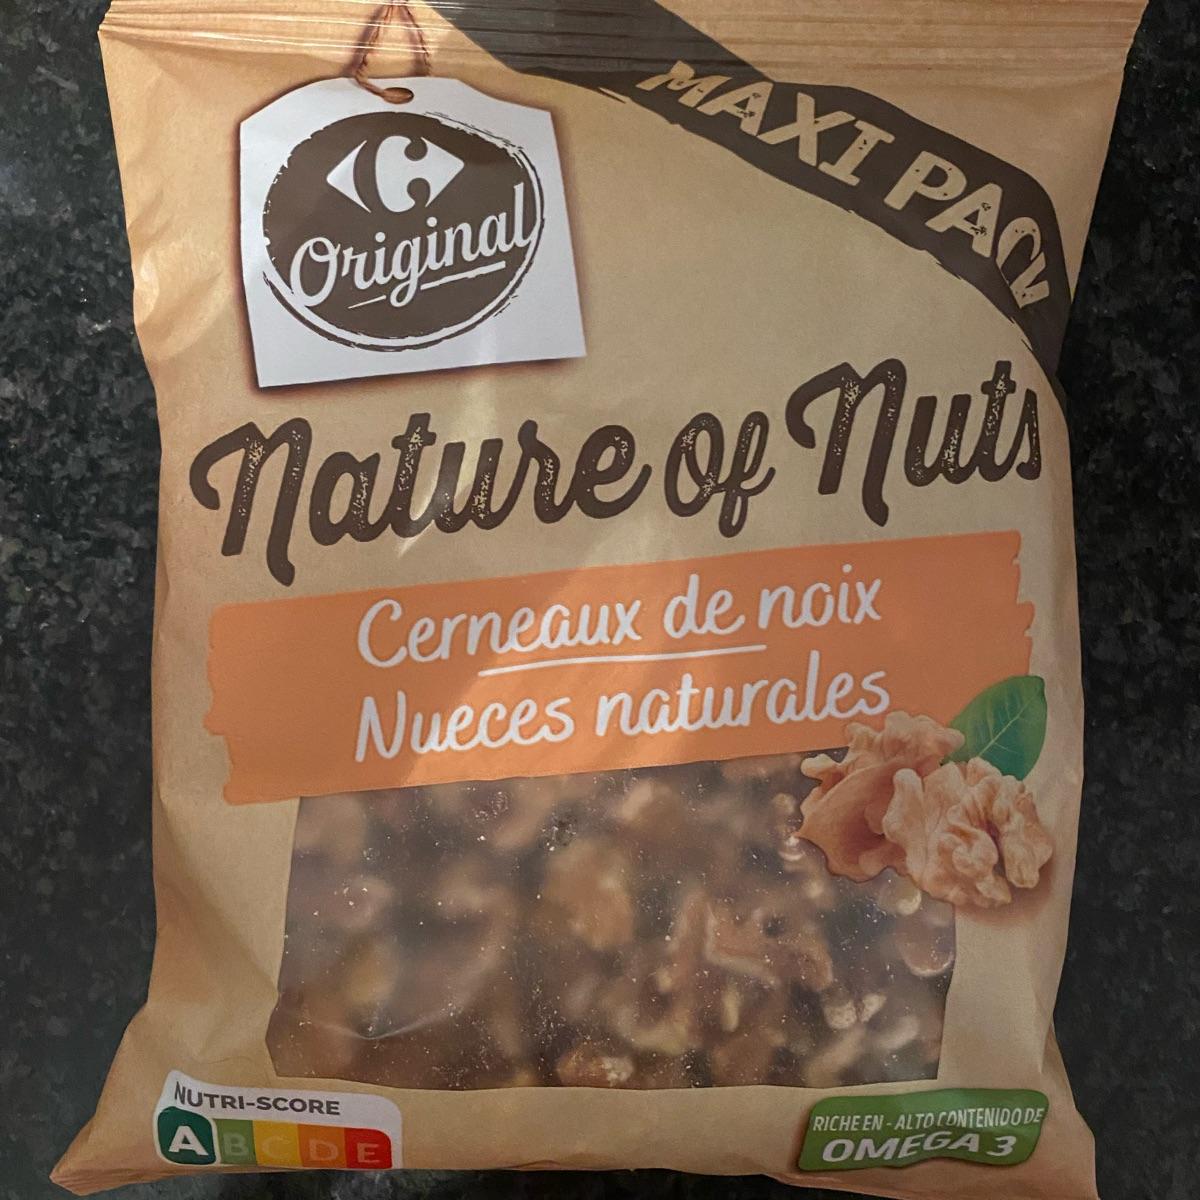 MAXI PACK
Original
Nature of Nuts
Cerneaux de noix
Nueces naturales
NUTRI-SCORE
A B C D E
RICHE EN - ALTO CONTENIDO DE
OMEGA 3